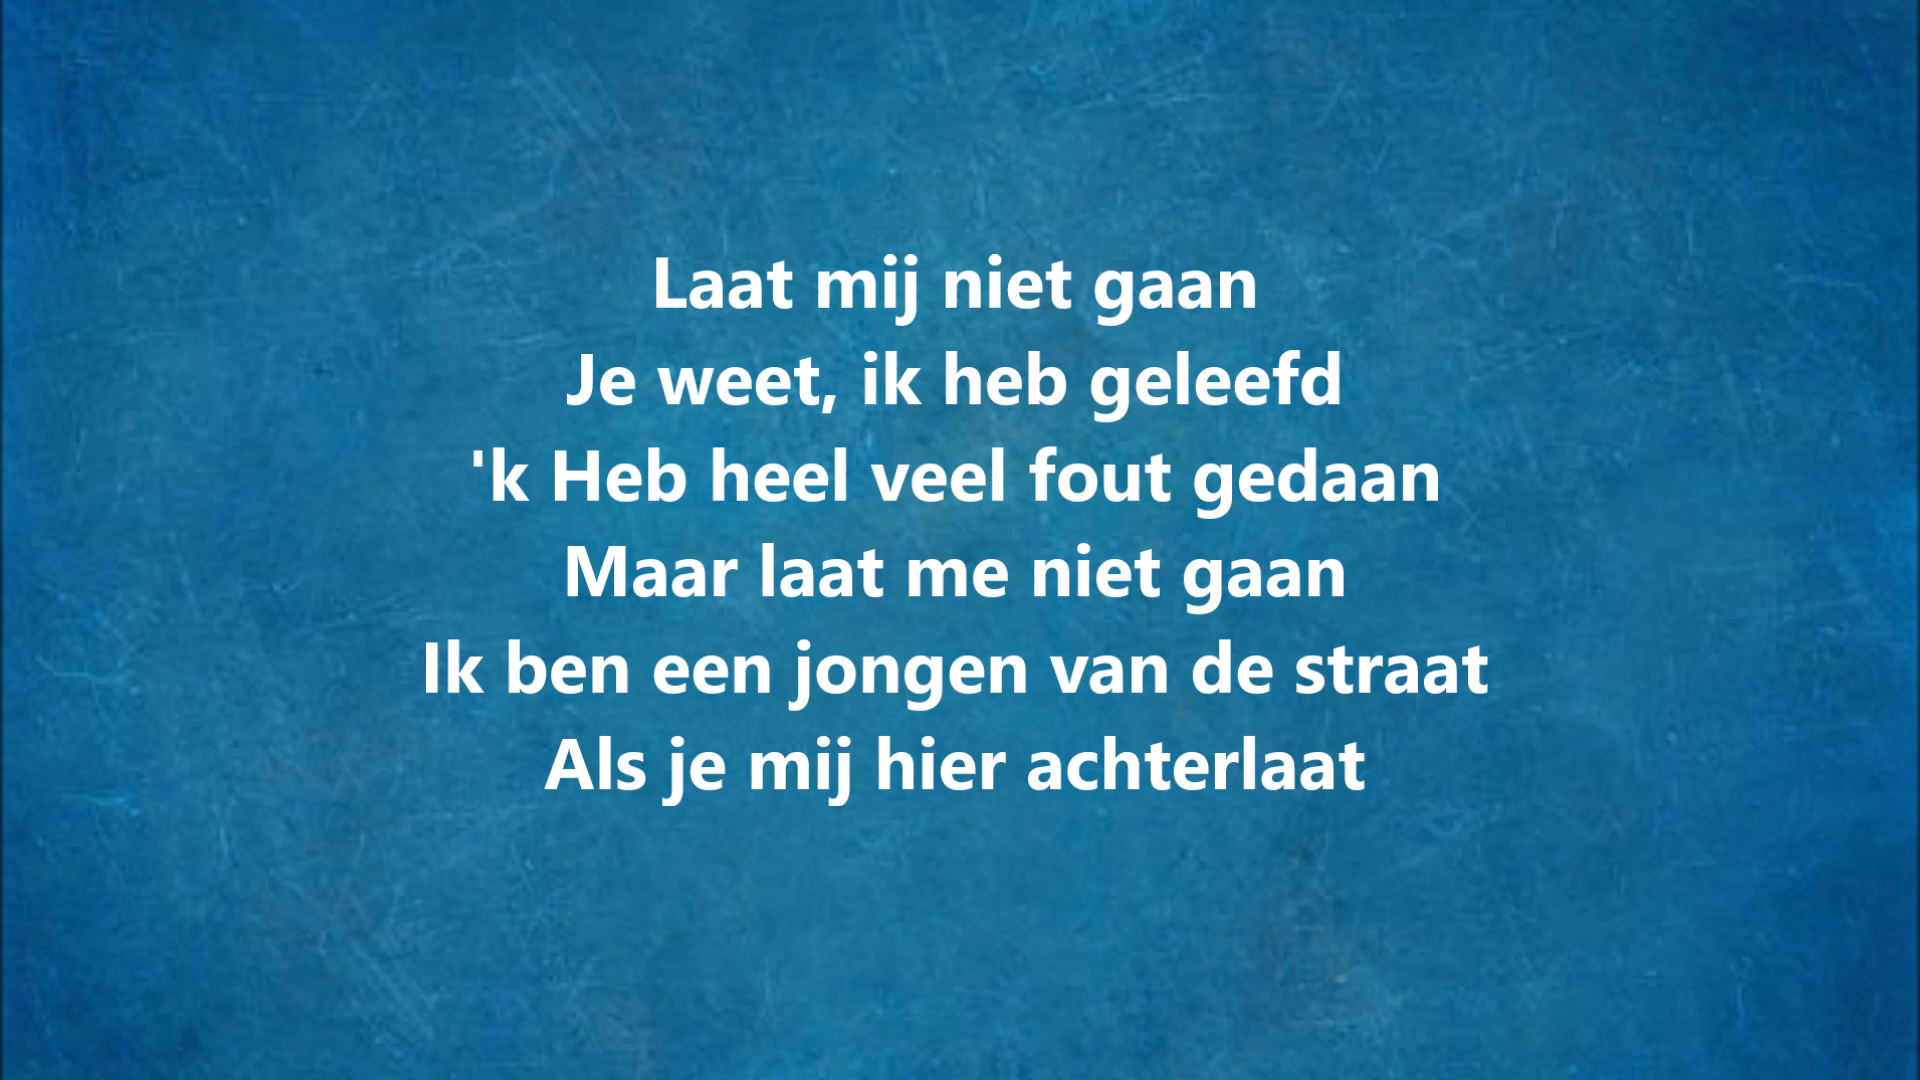 Laat mij niet gaan
Je weet, ik heb geleefd
'k Heb heel veel fout gedaan
Maar laat me niet gaan
Ik ben een jongen van de straat
Als je mij hier achterlaat